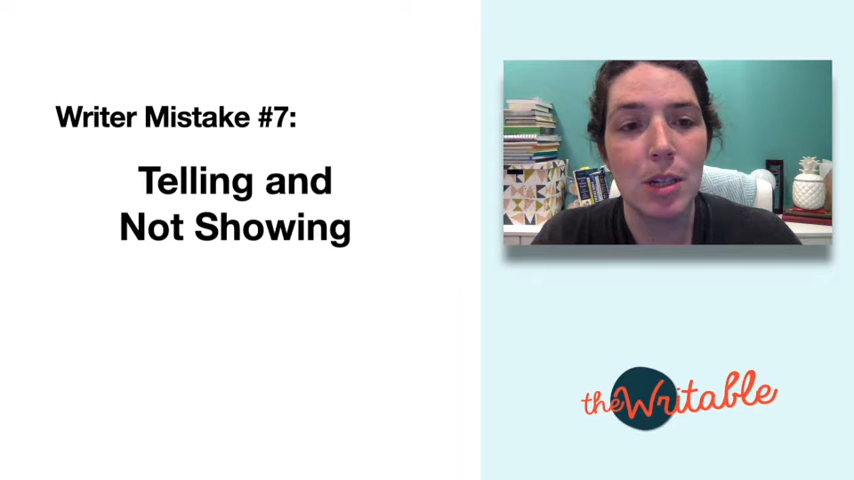 Writer Mistake #7:
Telling and
Not Showing
theWritable